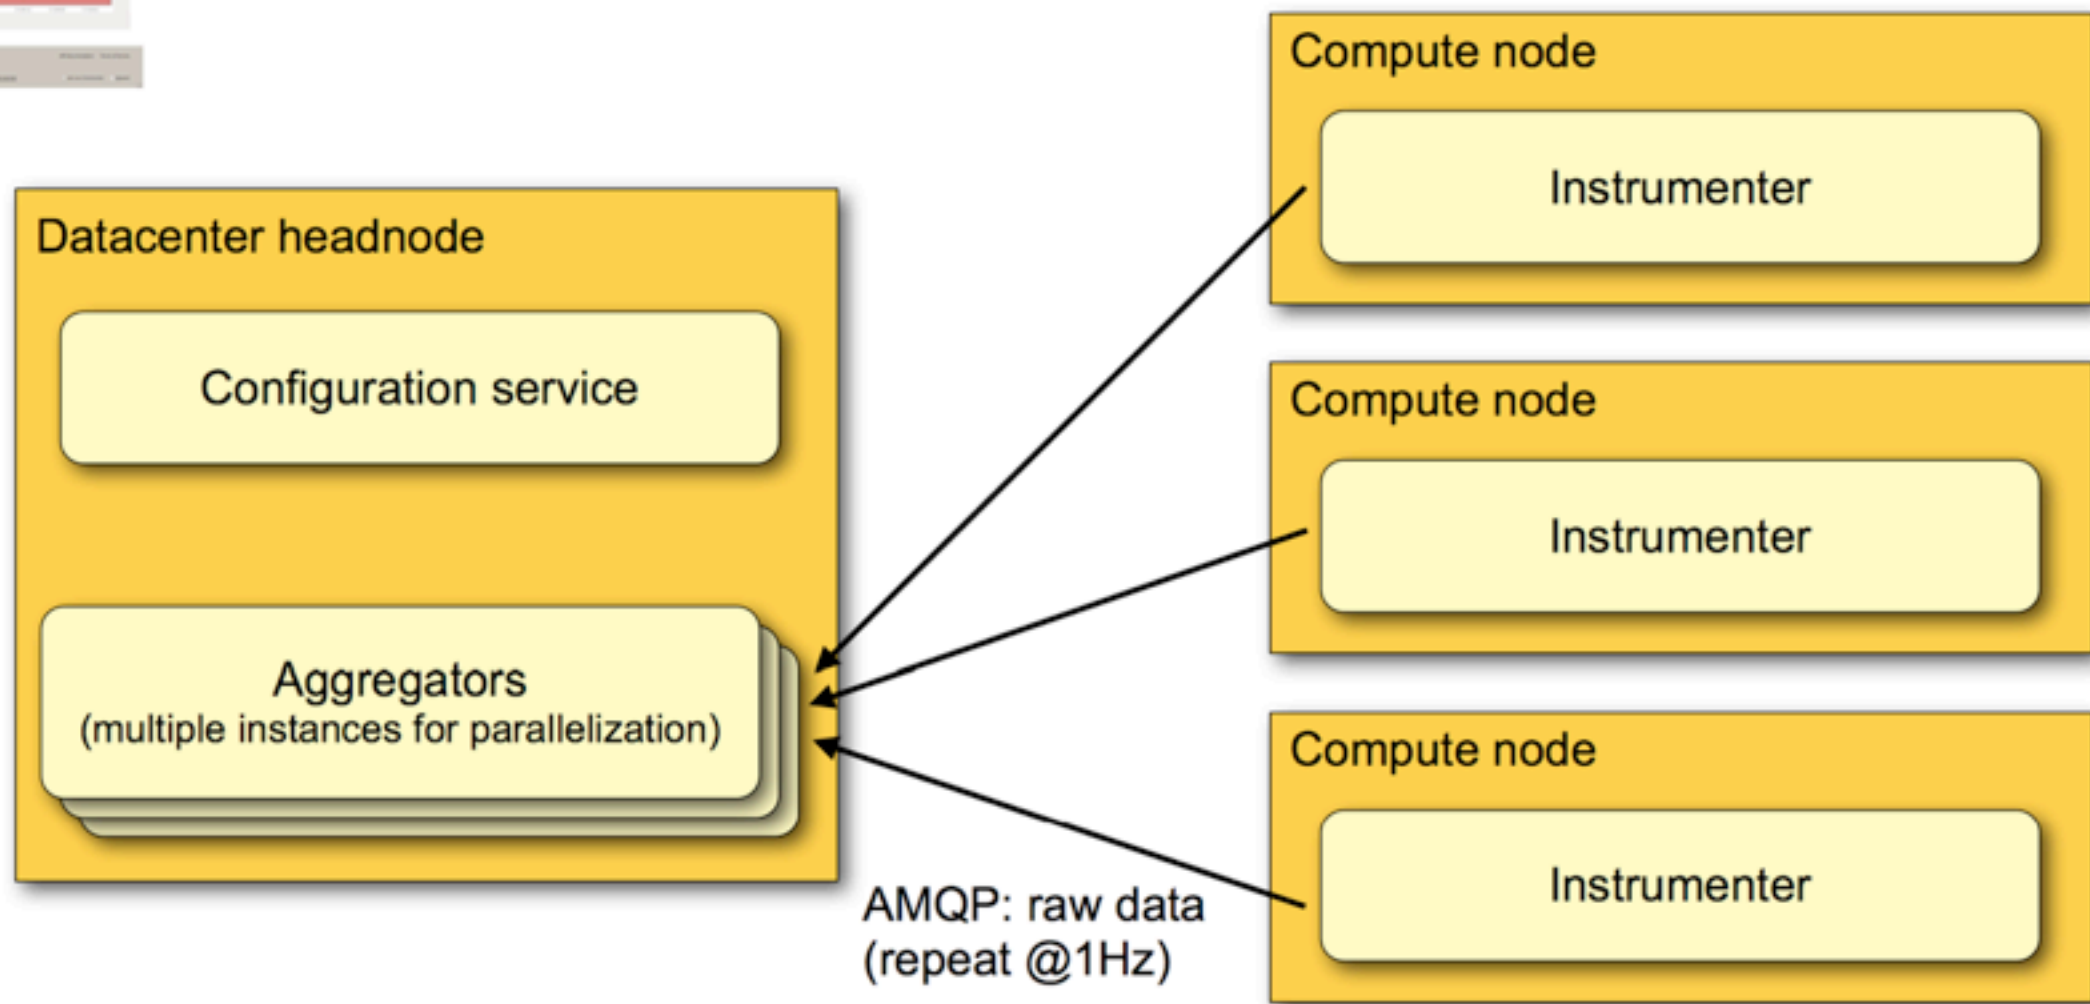 Compute node
Instrumenter
Datacenter headnode
Configuration service
Compute node
Instrumenter
Aggregators
(multiple instances for parallelization)
Compute node
Instrumenter
AMQP: raw data
(repeat @1Hz)